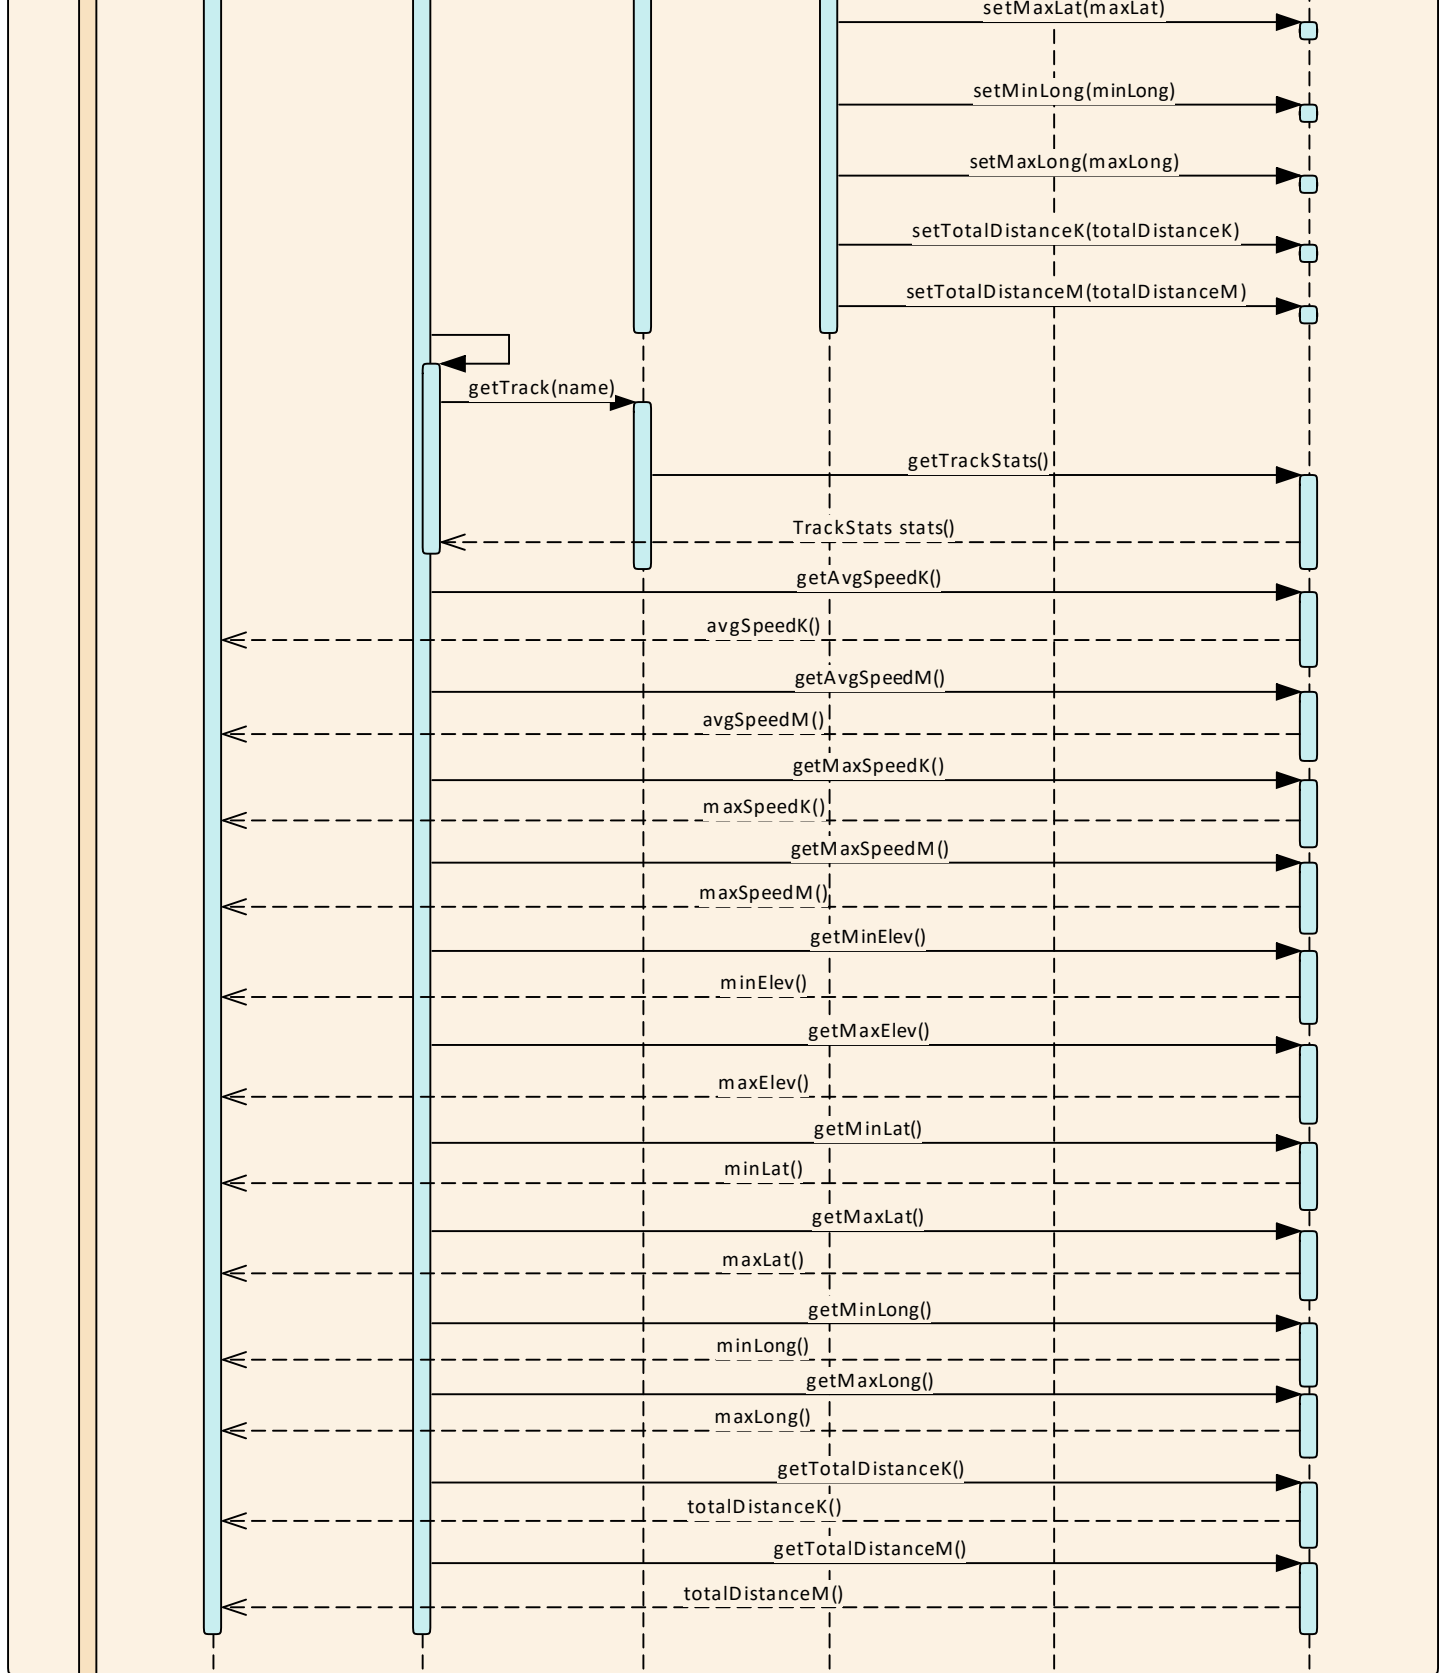 setMaxLat(maxLat)
setMinLong(minLong)
setMaxLong(maxLong)
setTotalDistanceK(totalDistanceK)
setTotalDistanceM(totalDistanceM)
getTrack(name)
getTrackStats()
TrackStats stats()
getAvgSpeedK()
avgSpeedK()
getAvgSpeedM()
avgSpeedM()
getMaxSpeedK()
maxSpeedK()
getMaxSpeedM()
maxSpeedM()
getMinElev()
minElev()
getMaxElev()
maxElev()
getMinLat()
minLat()
getMaxLat()
maxLat()
getMinLong()
minLong()
getMaxLong()
maxLong()
getTotalDistanceK()
totalDistanceK()
getTotalDistanceM()
totalDistanceM()